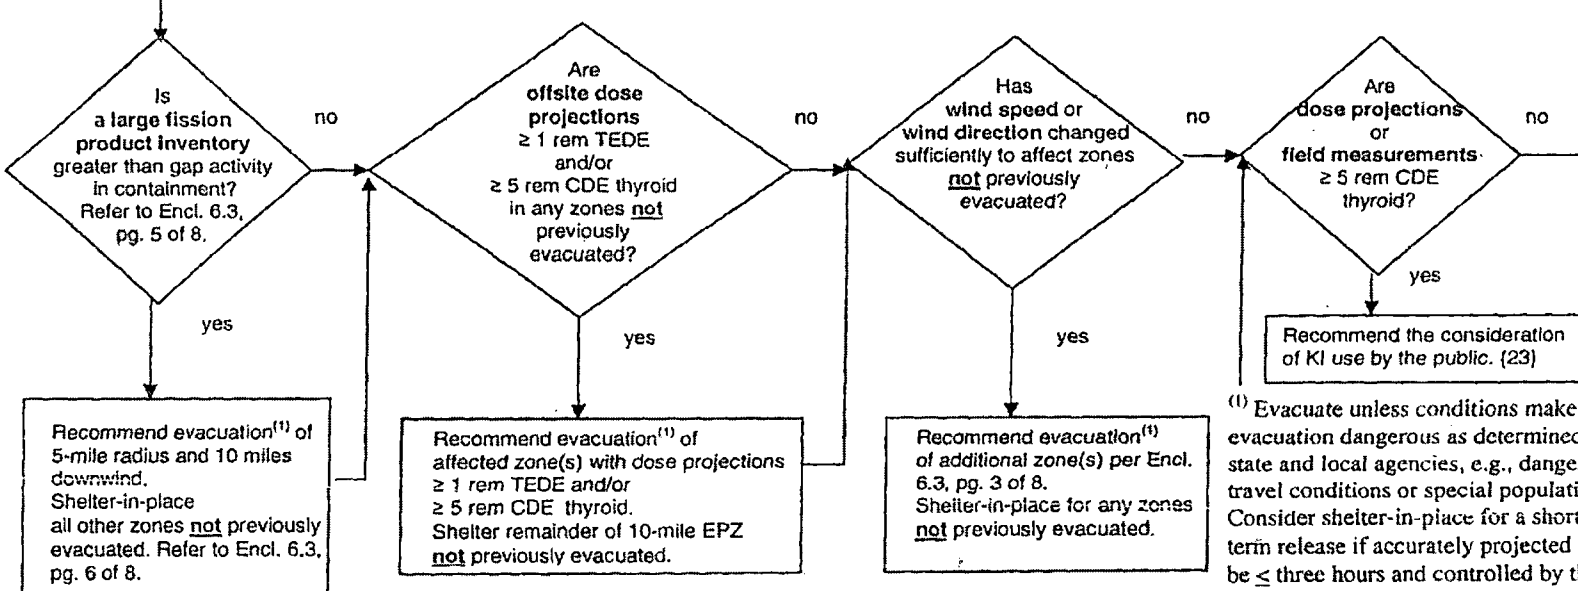 Is
a large fission
product inventory
greater than gap activity
in containment?
Refer to Encl. 6.3,
pg. 5 of 8.
no
yes
Recommend evacuation(1) of
5-mile radius and 10 miles
downwind.
Shelter-in-place
all other zones not previously
evacuated. Refer to Encl. 6.3,
pg. 6 of 8.
Are
offsite dose
projections
≥ 1 rem TEDE
and/or
≥ 5 rem CDE thyroid
in any zones not
previously
evacuated?
no
yes
Recommend evacuation(1) of
affected zone(s) with dose projections
≥ 1 rem TEDE and/or
≥ 5 rem CDE thyroid.
Shelter remainder of 10-mile EPZ
not previously evacuated.
Has
wind speed or
wind direction changed
sufficiently to affect zones
not previously
evacuated?
no
yes
Recommend evacuation(1)
of additional zone(s) per Encl.
6.3, pg. 3 of 8.
Shelter-in-place for any zones
not previously evacuated.
Are
dose projections
or
field measurements
≥ 5 rem CDE
thyroid?
no
yes
Recommend the consideration
of KI use by the public. {23}
(1) Evacuate unless conditions make
evacuation dangerous as determined
state and local agencies, e.g., dange
travel conditions or special populati
Consider shelter-in-place for a short
term release if accurately projected
be ≤ three hours and controlled by th